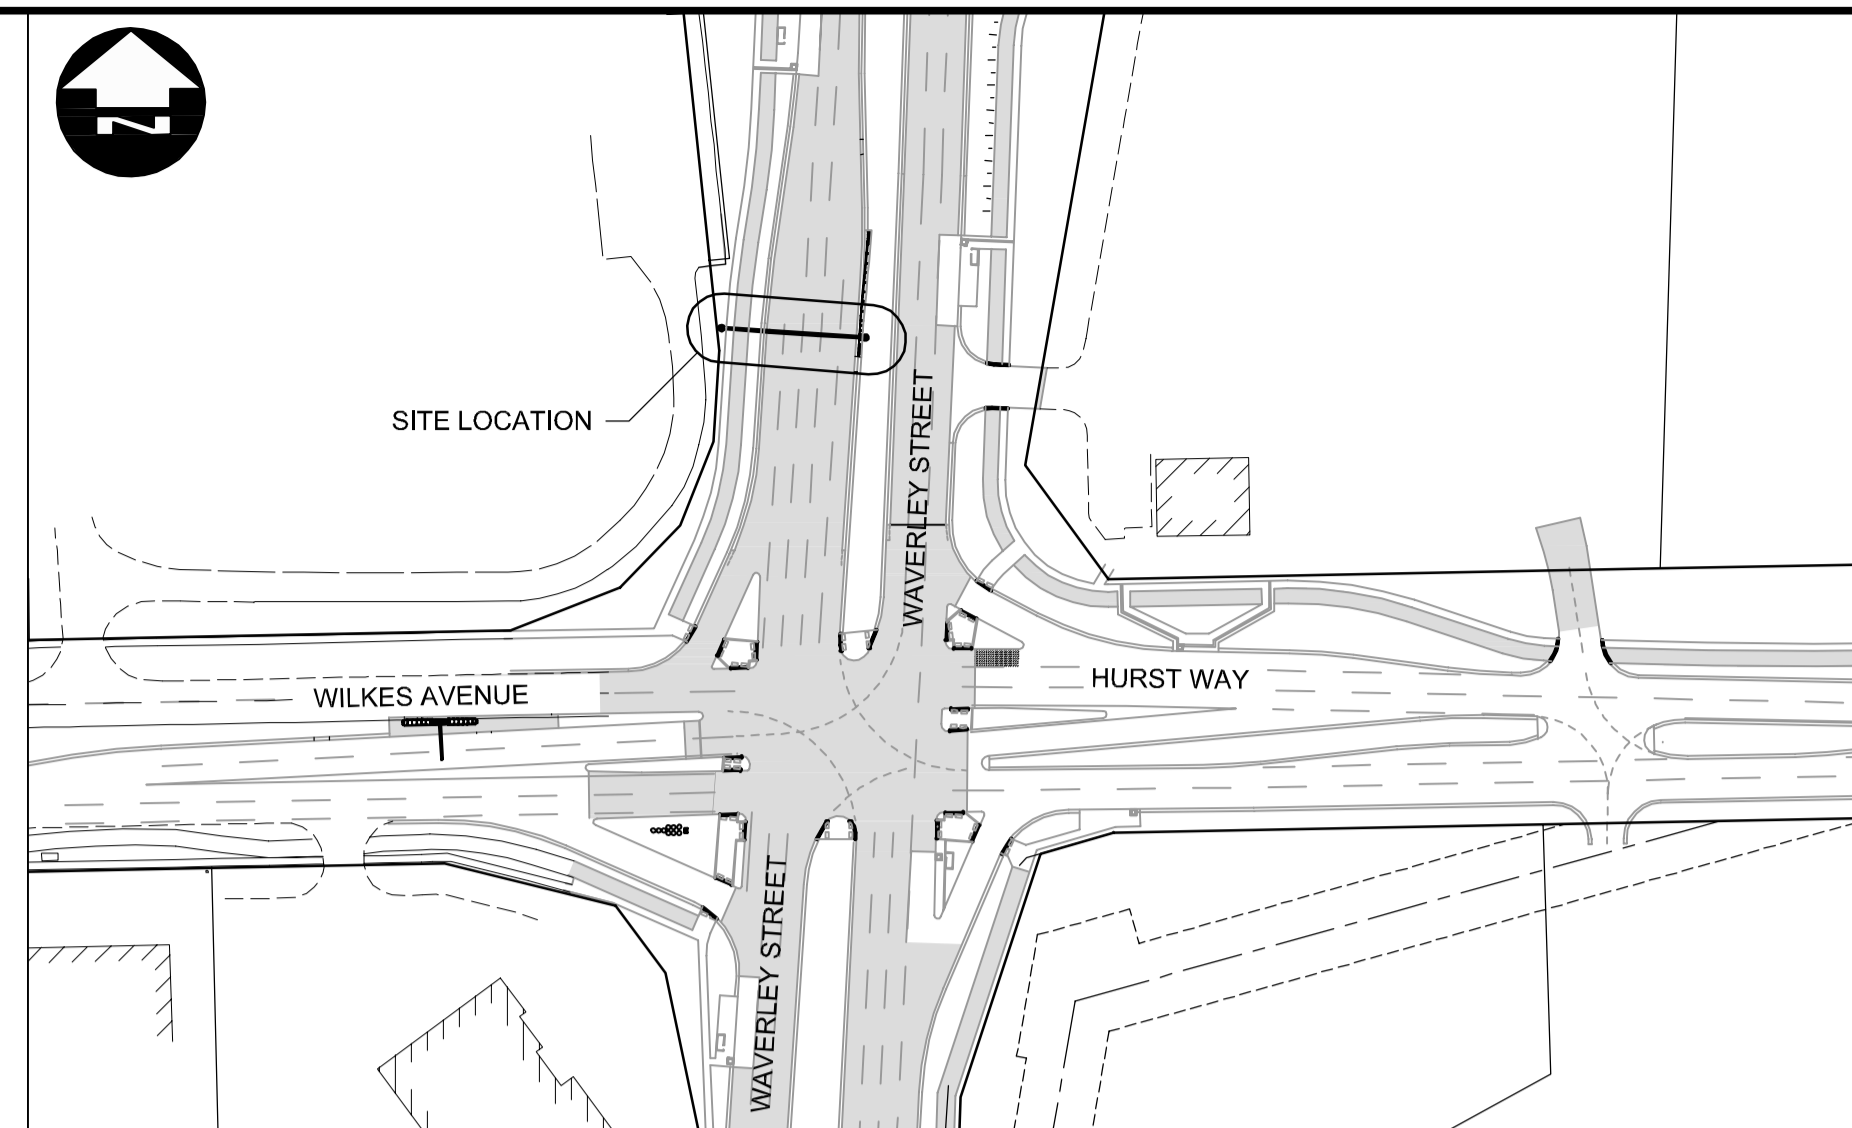 N
SITE LOCATION
WAVERLEY STREET
WILKES AVENUE
HURST WAY
WAVERLEY STREET